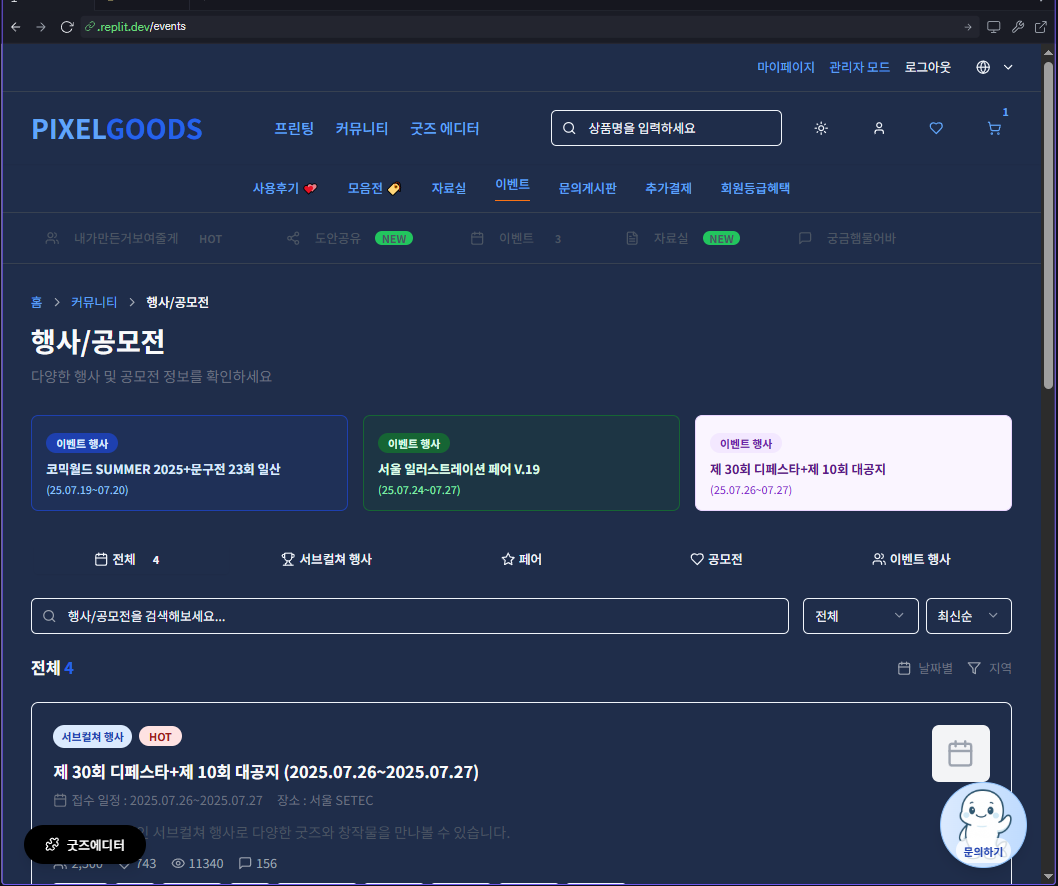 .replit.dev/events
마이페이지 관리자 모드 로그아웃
PIXELGOODS 프린팅 커뮤니티 굿즈 에디터 상품명을 입력하세요 1
사용후기 모음전 자료실 이벤트 문의게시판 추가결제 회원등급혜택
내가만든거보여줄게 HOT 도안공유 NEW 이벤트 3 자료실 NEW 궁금햄물어바
홈 > 커뮤니티 > 행사/공모전
행사/공모전
다양한 행사 및 공모전 정보를 확인하세요
이벤트 행사
코믹월드 SUMMER 2025+문구전 23회 일산
(25.07.19~07.20)
이벤트 행사
서울 일러스트레이션 페어 V.19
(25.07.24~07.27)
이벤트 행사
제 30회 디페스타+제 10회 대공지
(25.07.26~07.27)
전체 4 서브컬쳐 행사 페어 공모전 이벤트 행사
행사/공모전을 검색해보세요... 전체 최신순
전체 4 날짜별 지역
서브컬쳐 행사 HOT
제 30회 디페스타+제 10회 대공지 (2025.07.26~2025.07.27)
접수 일정 : 2025.07.26~2025.07.27 장소 : 서울 SETEC
서브컬쳐 행사로 다양한 굿즈와 창작물을 만나볼 수 있습니다.
743 11340 156
굿즈에디터
문의하기